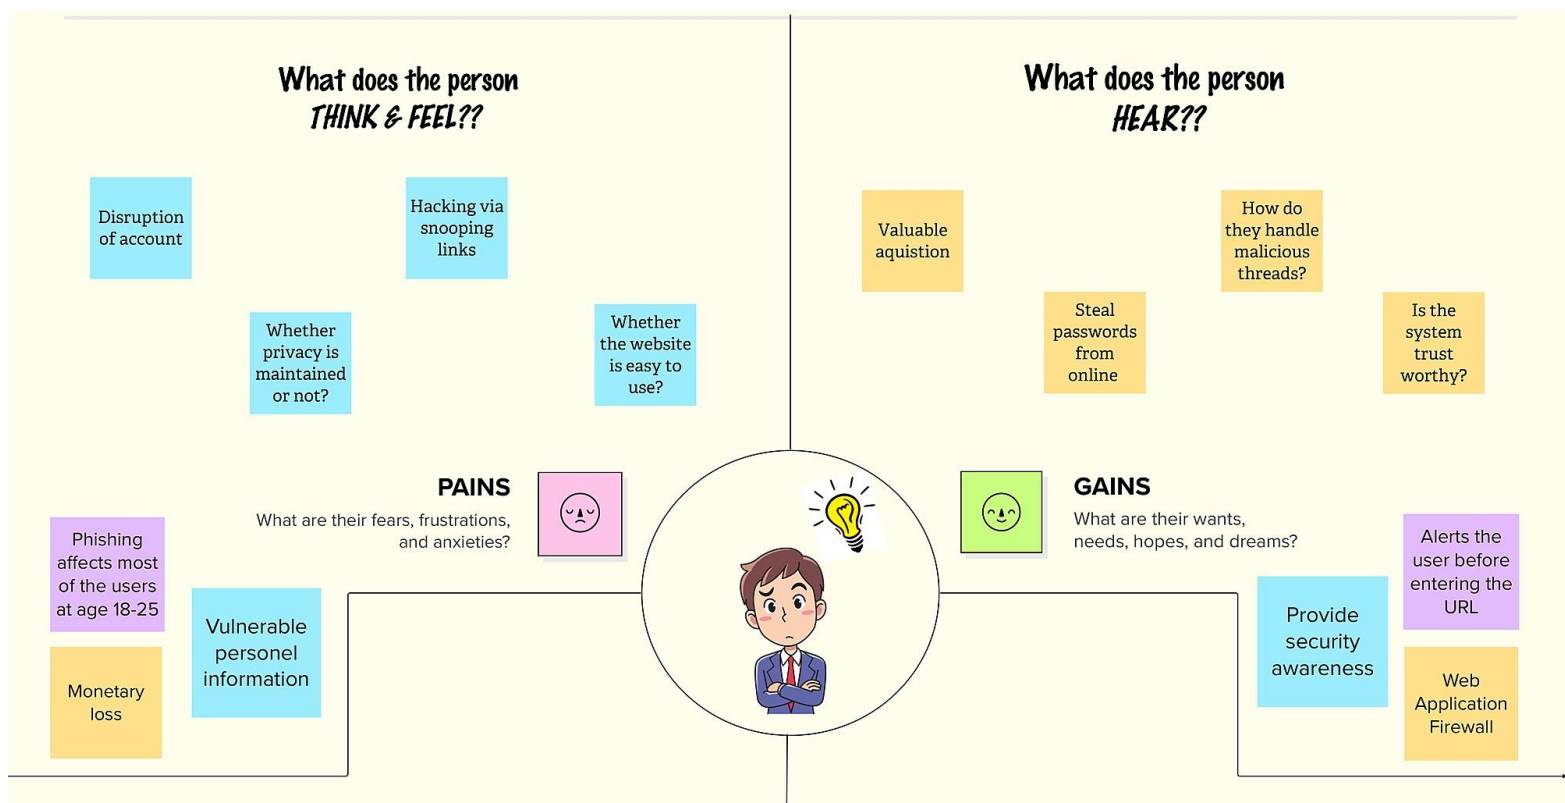 What does the person
THINK & FEEL??
Disruption
of account
Hacking via
snooping
links
Whether
privacy is
maintained
or not?
Whether
the website
is easy to
use?
What does the person
HEAR??
Valuable
aquistion
How do
they handle
malicious
threads?
Steal
passwords
from
online
Is the
system
trust
worthy?
PAINS
What are their fears, frustrations,
and anxieties?
Phishing
affects most
of the users
at age 18-25
Vulnerable
personel
information
Monetary
loss
GAINS
What are their wants,
needs, hopes, and dreams?
Alerts the
user before
entering the
URL
Provide
security
awareness
Web
Application
Firewall